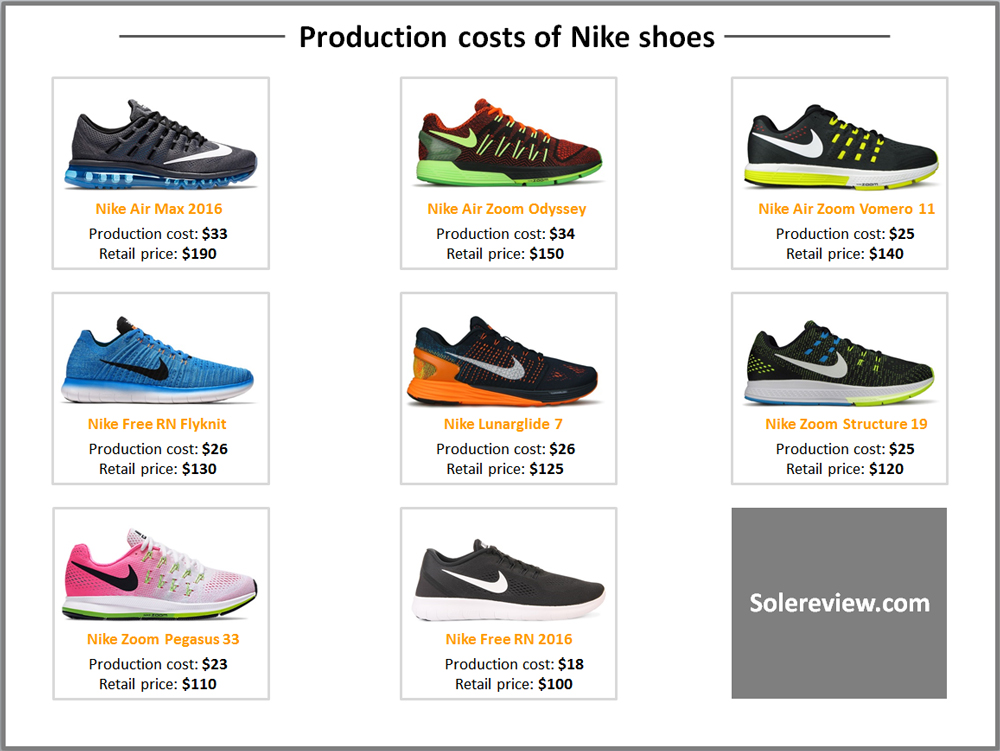 Production costs of Nike shoes
Nike Air Max 2016
Production cost: $33
Retail price: $190
Nike Air Zoom Odyssey
Production cost: $34
Retail price: $150
Nike Air Zoom Vomero 11
Production cost: $25
Retail price: $140
Nike Free RN Flyknit
Production cost: $26
Retail price: $130
Nike Lunarglide 7
Production cost: $26
Retail price: $125
Nike Zoom Structure 19
Production cost: $25
Retail price: $120
Nike Zoom Pegasus 33
Production cost: $23
Retail price: $110
Nike Free RN 2016
Production cost: $18
Retail price: $100
Solereview.com